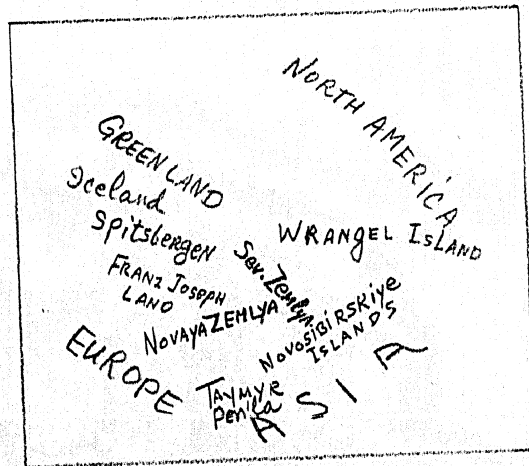 NORTH AMERICA
GREENLAND
Iceland
Spitsbergen
WRANGEL ISLAND
Sev. Zemlya
FRANZ JOSEPH
LAND
NOVAYA ZEMLYA
NOVOSIBIRSKIYE
ISLANDS
EUROPE
TAYMYR
Pen'la
ASIA